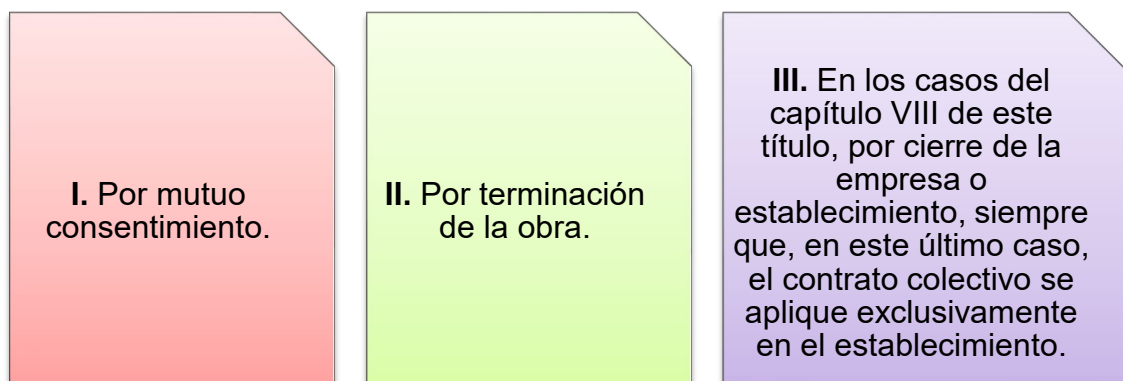 I. Por mutuo
consentimiento.
II. Por terminación
de la obra.
III. En los casos del
capítulo VIII de este
título, por cierre de la
empresa o
establecimiento, siempre
que, en este último caso,
el contrato colectivo se
aplique exclusivamente
en el establecimiento.